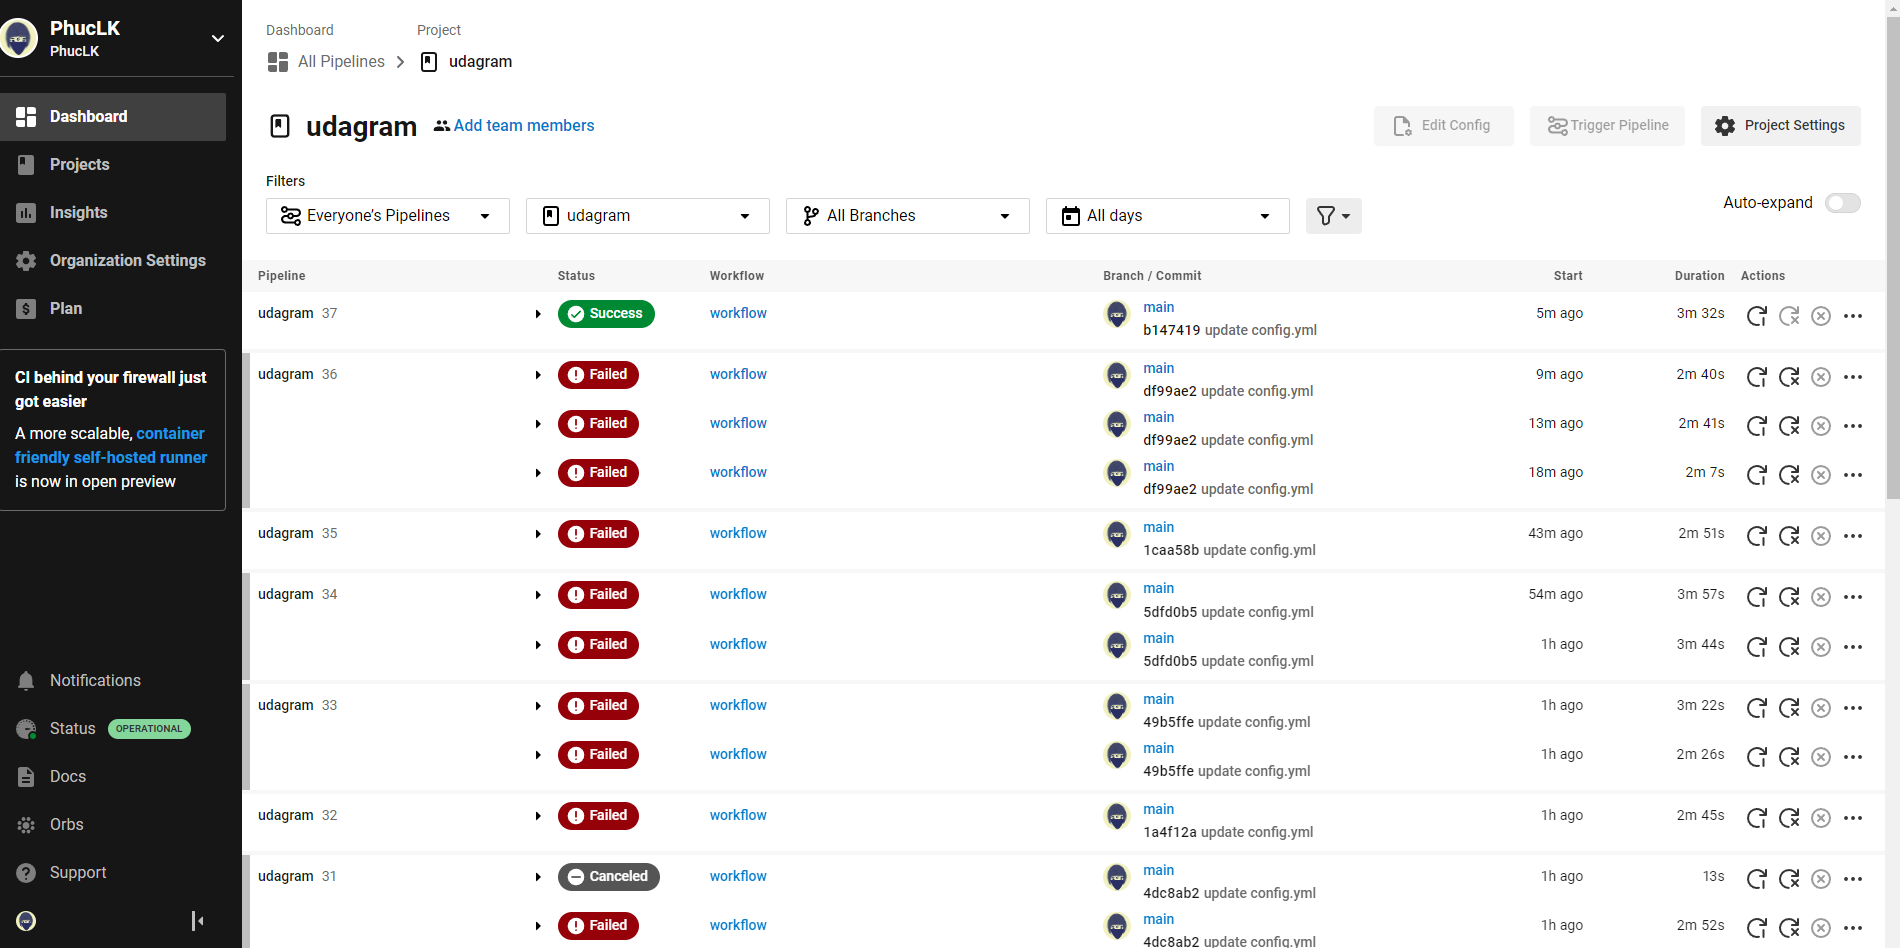 PhucLK
PhucLK
Dashboard
Projects
Insights
Organization Settings
Plan
CI behind your firewall just
got easier
A more scalable, container
friendly self-hosted runner
is now in open preview
Notifications
Status OPERATIONAL
Docs
Orbs
Support
Dashboard Project
All Pipelines udagram
udagram Add team members
Edit Config Trigger Pipeline Project Settings
Filters
Everyone's Pipelines udagram All Branches All days
Auto-expand
Pipeline Status Workflow Branch / Commit Start Duration Actions
udagram 37 Success workflow main 5m ago 3m 32s
b147419 update config.yml
udagram 36 Failed workflow main 9m ago 2m 40s
df99ae2 update config.yml
Failed workflow main 13m ago 2m 41s
df99ae2 update config.yml
Failed workflow main 18m ago 2m 7s
df99ae2 update config.yml
udagram 35 Failed workflow main 43m ago 2m 51s
1caa58b update config.yml
udagram 34 Failed workflow main 54m ago 3m 57s
5dfd0b5 update config.yml
Failed workflow main 1h ago 3m 44s
5dfd0b5 update config.yml
udagram 33 Failed workflow main 1h ago 3m 22s
49b5ffe update config.yml
Failed workflow main 1h ago 2m 26s
49b5ffe update config.yml
udagram 32 Failed workflow main 1h ago 2m 45s
1a4f12a update config.yml
udagram 31 Canceled workflow main 1h ago 13s
4dc8ab2 update config.yml
Failed workflow main 1h ago 2m 52s
4dc8ab2 update config.yml